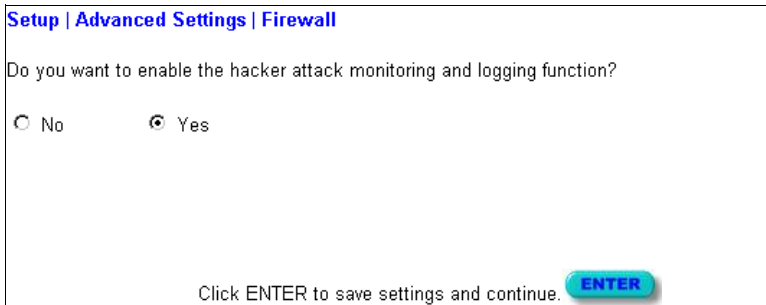 Setup | Advanced Settings | Firewall
Do you want to enable the hacker attack monitoring and logging function?
No Yes
Click ENTER to save settings and continue. ENTER